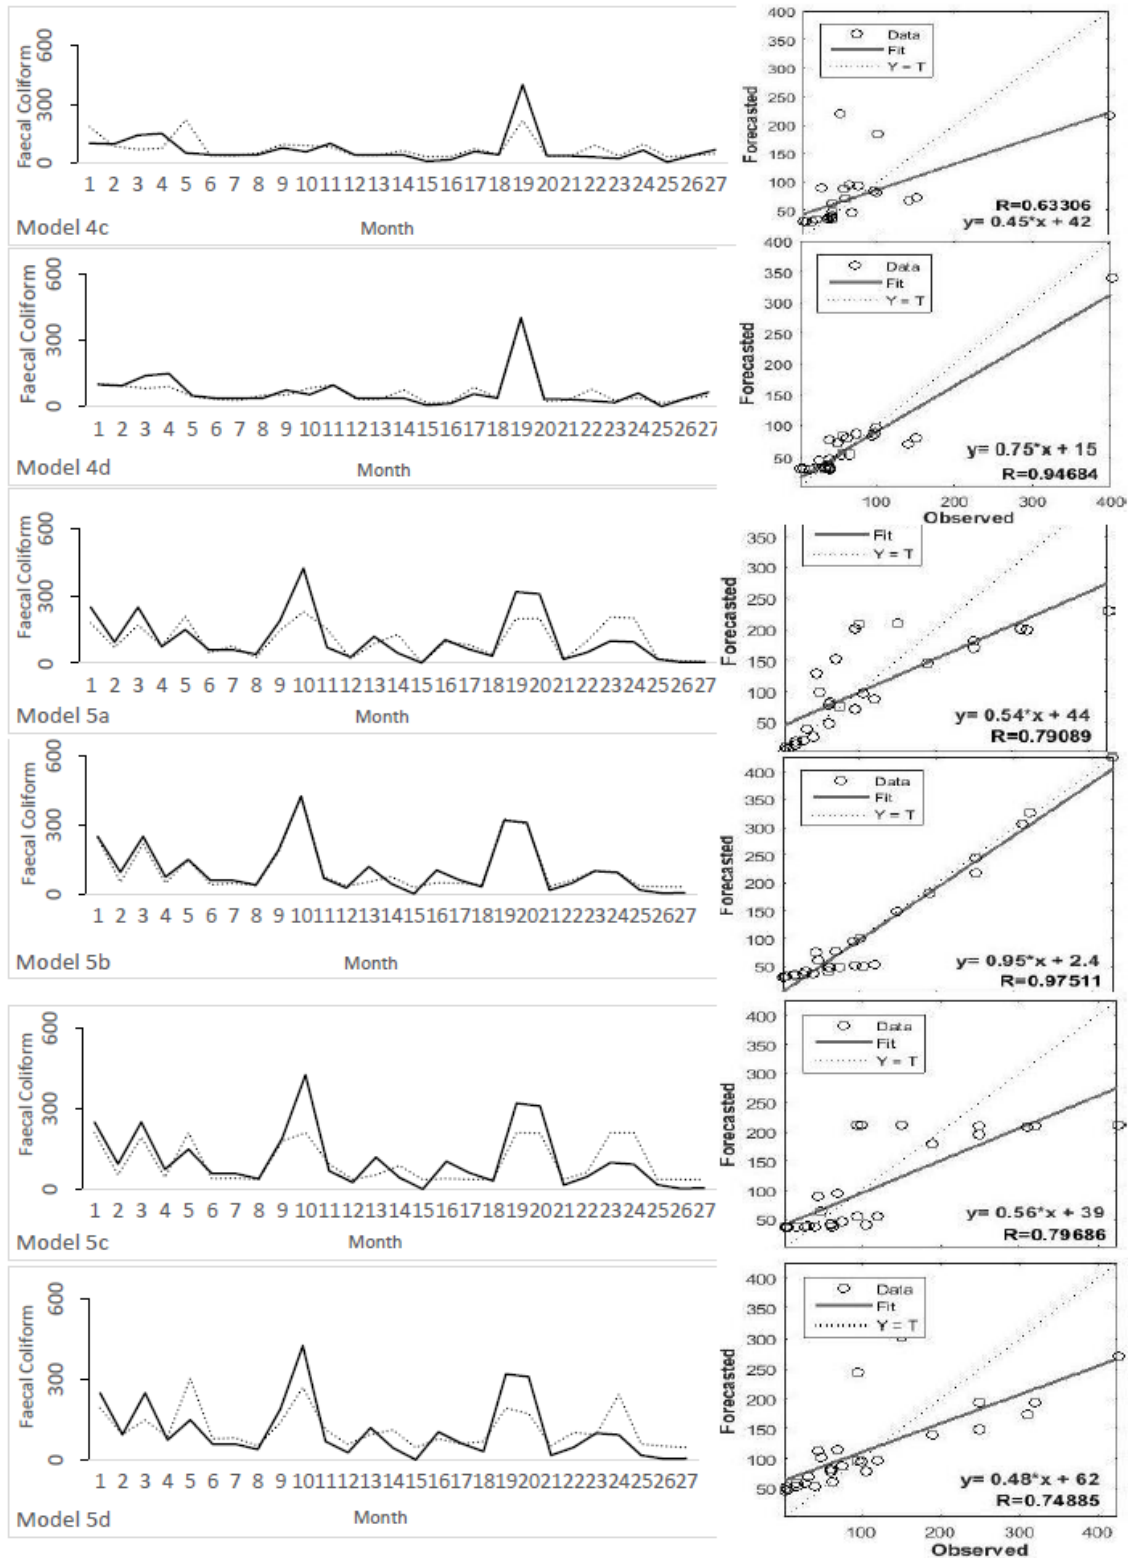 600
300
0
Faecal Coliform
1 2 3 4 5 6 7 8 9 10 11 12 13 14 15 16 17 18 19 20 21 22 23 24 25 26 27
Month
Model 4c
400
350
300
250
200
150
100
50
Forecasted
Data
Fit
Y = T
R=0.63306
y= 0.45*x + 42
100
200
300
400
600
300
0
Faecal Coliform
1 2 3 4 5 6 7 8 9 10 11 12 13 14 15 16 17 18 19 20 21 22 23 24 25 26 27
Month
Model 4d
400
350
300
250
200
150
100
50
Forecasted
Data
Fit
Y = T
y= 0.75*x + 15
R=0.94684
100
200
300
400
Observed
600
300
0
Faecal Coliform
1 2 3 4 5 6 7 8 9 10 11 12 13 14 15 16 17 18 19 20 21 22 23 24 25 26 27
Month
Model 5a
350
300
250
200
150
100
50
Forecasted
Fit
Y = T
y= 0.54*x + 44
R=0.79089
100
200
300
400
600
300
0
Faecal Coliform
1 2 3 4 5 6 7 8 9 10 11 12 13 14 15 16 17 18 19 20 21 22 23 24 25 26 27
Month
Model 5b
400
350
300
250
200
150
100
50
Forecasted
Data
Fit
Y = T
y= 0.95*x + 2.4
R=0.97511
600
300
0
Faecal Coliform
1 2 3 4 5 6 7 8 9 10 11 12 13 14 15 16 17 18 19 20 21 22 23 24 25 26 27
Month
Model 5c
400
350
300
250
200
150
100
50
Forecasted
Data
Fit
Y = T
y= 0.56*x + 39
R=0.79686
100
200
300
400
600
300
0
Faecal Coliform
1 2 3 4 5 6 7 8 9 10 11 12 13 14 15 16 17 18 19 20 21 22 23 24 25 26 27
Month
Model 5d
400
350
300
250
200
150
100
50
Forecasted
Data
Fit
Y = T
y= 0.48*x + 62
R=0.74885
100
200
300
400
Observed